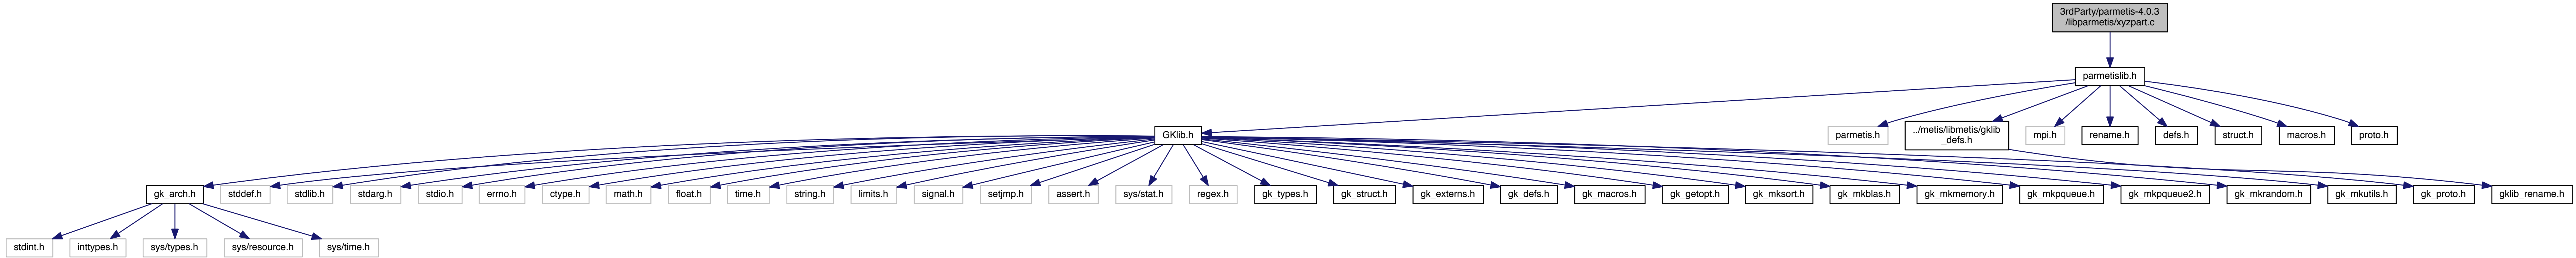 3rdParty/parmetis-4.0.3
/libparmetis/xyzpart.c
parmetislib.h
GKlib.h
parmetis.h
../metis/libmetis/gklib
_defs.h
mpi.h
rename.h
defs.h
struct.h
macros.h
proto.h
gk_arch.h
stddef.h
stdlib.h
stdarg.h
stdio.h
errno.h
ctype.h
math.h
float.h
time.h
string.h
limits.h
signal.h
setjmp.h
assert.h
sys/stat.h
regex.h
gk_types.h
gk_struct.h
gk_externs.h
gk_defs.h
gk_macros.h
gk_getopt.h
gk_mksort.h
gk_mkblas.h
gk_mkmemory.h
gk_mkpqueue.h
gk_mkpqueue2.h
gk_mkrandom.h
gk_mkutils.h
gk_proto.h
gklib_rename.h
stdint.h
inttypes.h
sys/types.h
sys/resource.h
sys/time.h